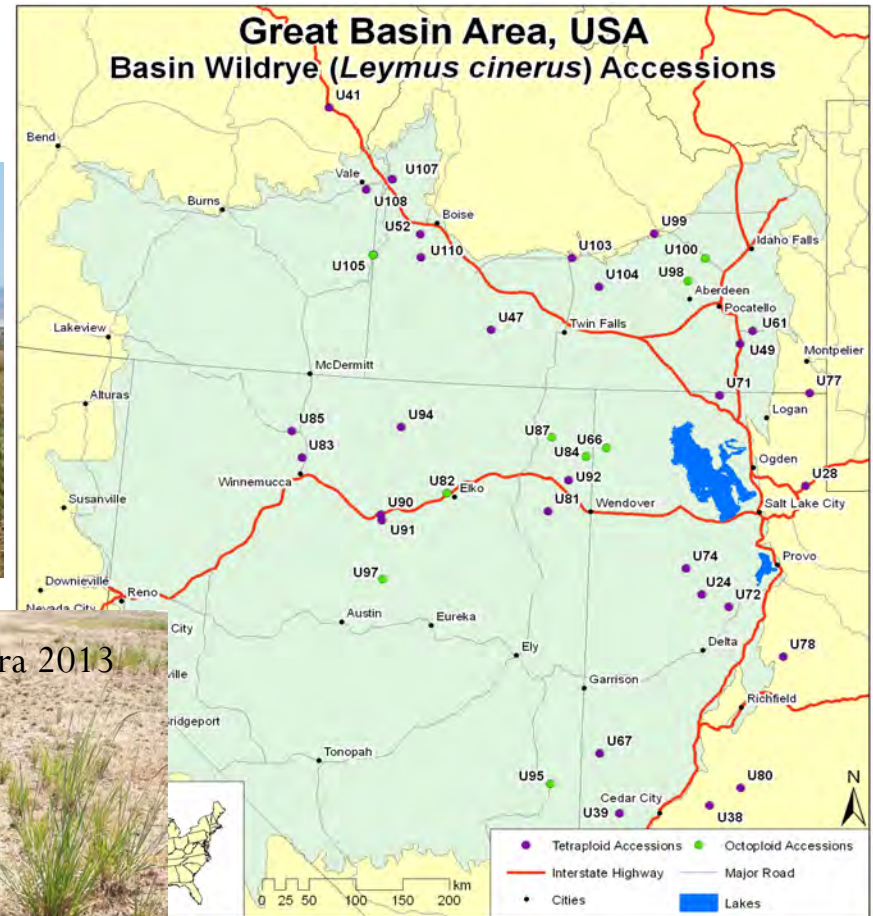 Great Basin Area, USA
Basin Wildrye (Leymus cinerus) Accessions
U41
Bend
Vale
U107
U108
Burns
U52
Boise
U99
U103
U100
Idaho Falls
U105
U110
U104
U98
Aberdeen
Pocatello
U47
Twin Falls
U61
Lakeview
U49
Montpelier
McDermitt
U71
U77
Alturas
Logan
U85
U94
U87
U66
U83
U84
Ogden
Winnemucca
U82
Elko
U92
U28
Susanville
U90
U81
Wendover
Salt Lake City
U91
U74
Provo
U97
Downieville
Reno
U24
U72
Nevada City
Austin
Eureka
City
Delta
Ely
U78
ra 2013
ville
Garrison
Richfield
ridgeport
Tonopah
U67
U95
U80
N
Cedar City
U39
U38
Tetraploid Accessions
Octoploid Accessions
Interstate Highway
Major Road
Cities
Lakes
km
0 25 50 100 150 200